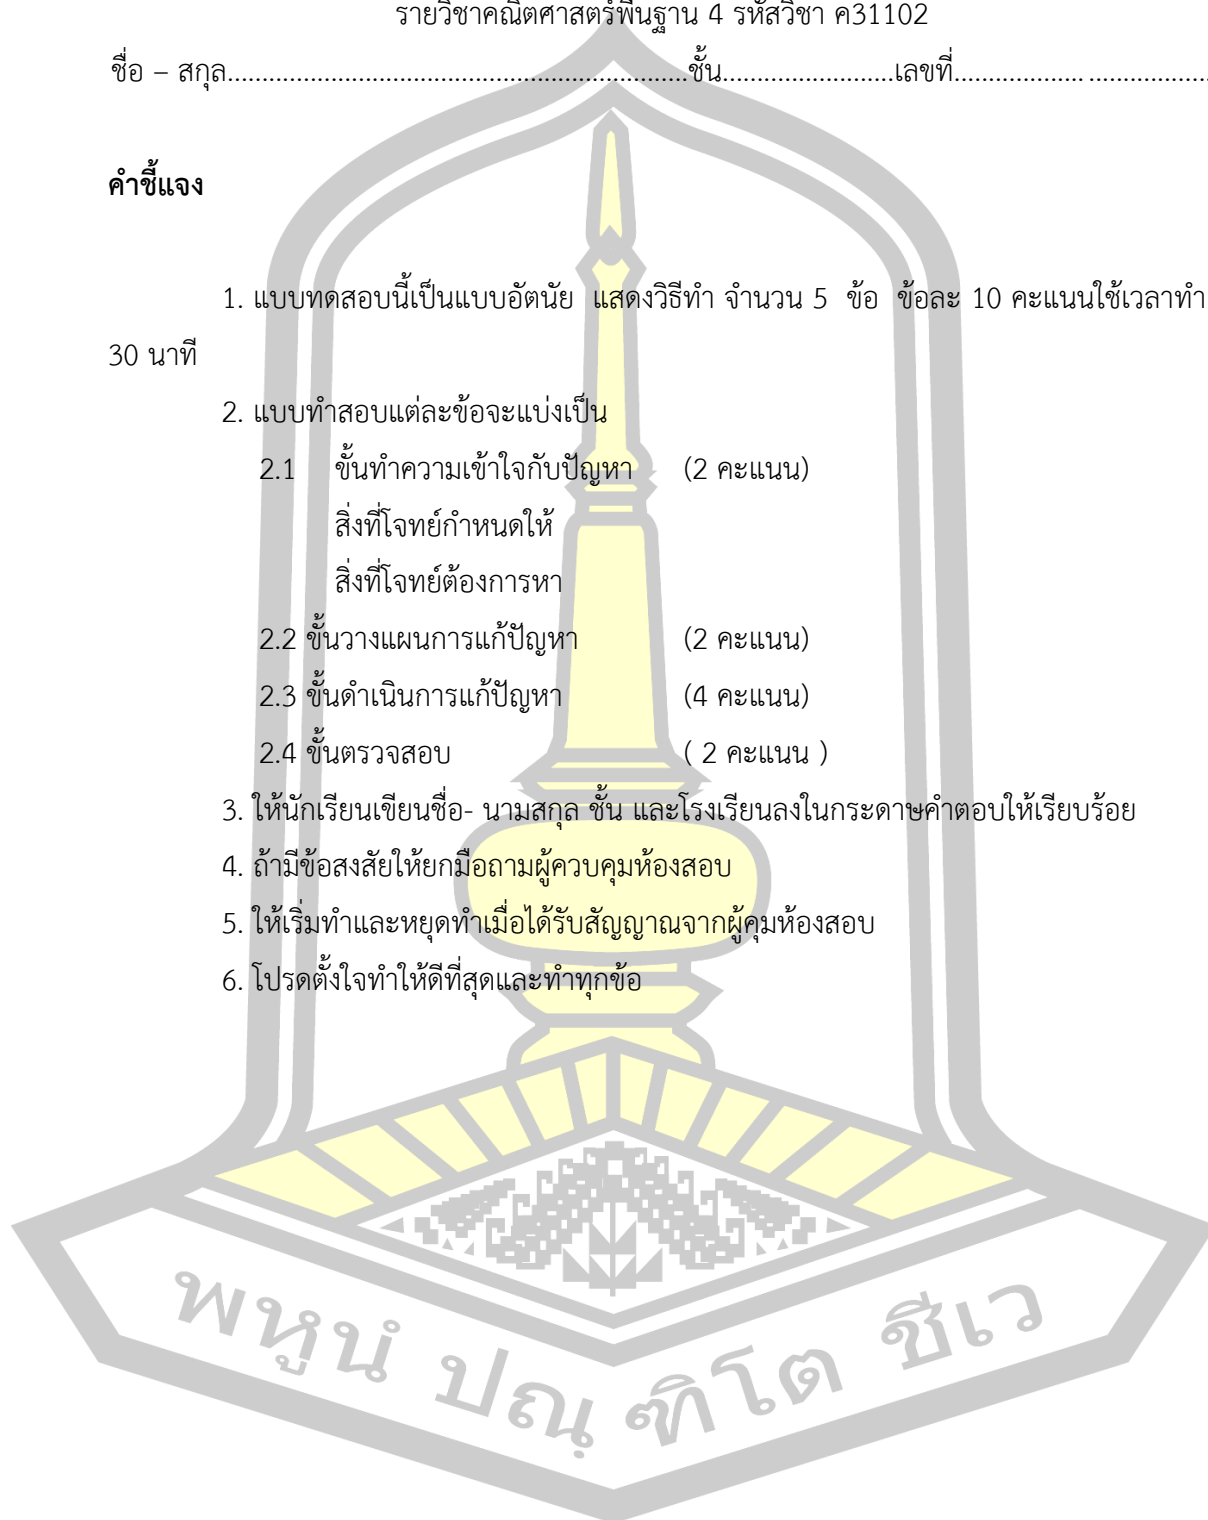 รายวิชาคณิตศาสตร์พื้นฐาน 4 รหัสวิชา ค31102
ชื่อ – สกุล...................................................................ชั้น.........................เลขที่................... ..................
คำชี้แจง
1. แบบทดสอบนี้เป็นแบบอัตนัย แสดงวิธีทำ จำนวน 5 ข้อ ข้อละ 10 คะแนนใช้เวลาทำ
30 นาที
2. แบบทำสอบแต่ละข้อจะแบ่งเป็น
2.1 ขั้นทำความเข้าใจกับปัญหา (2 คะแนน)
สิ่งที่โจทย์กำหนดให้
สิ่งที่โจทย์ต้องการหา
2.2 ขั้นวางแผนการแก้ปัญหา (2 คะแนน)
2.3 ขั้นดำเนินการแก้ปัญหา (4 คะแนน)
2.4 ขั้นตรวจสอบ ( 2 คะแนน )
3. ให้นักเรียนเขียนชื่อ- นามสกุล ชั้น และโรงเรียนลงในกระดาษคำตอบให้เรียบร้อย
4. ถ้ามีข้อสงสัยให้ยกมือถามผู้ควบคุมห้องสอบ
5. ให้เริ่มทำและหยุดทำเมื่อได้รับสัญญาณจากผู้คุมห้องสอบ
6. โปรดตั้งใจทำให้ดีที่สุดและทำทุกข้อ
พหูนํ ปณฺฑิโต ชีเว